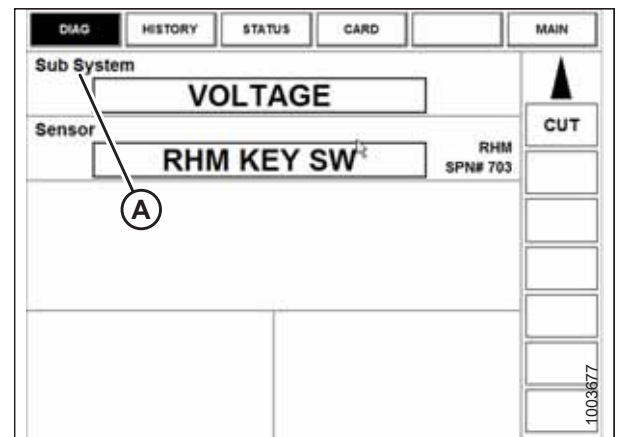 DIAG HISTORY STATUS CARD MAIN
Sub System
VOLTAGE
CUT
Sensor
RHM KEY SW
RHM
SPN# 703
A
1003677